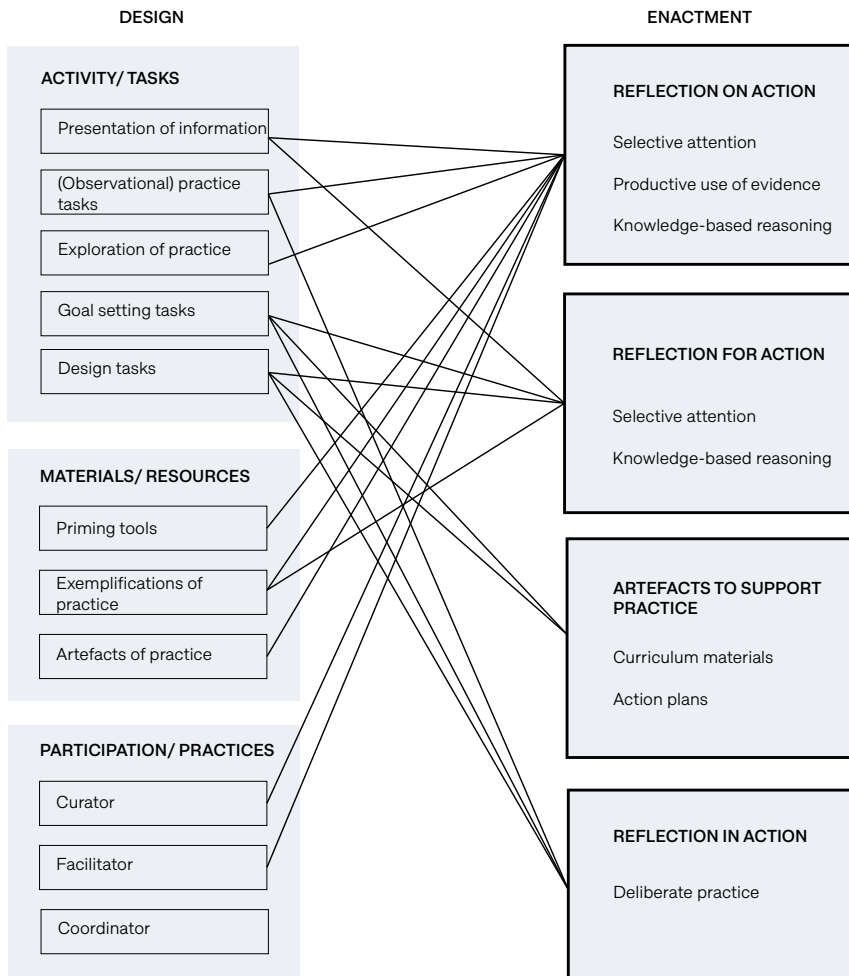 DESIGN
ACTIVITY/ TASKS
Presentation of information
(Observational) practice
tasks
Exploration of practice
Goal setting tasks
Design tasks
MATERIALS/ RESOURCES
Priming tools
Exemplifications of
practice
Artefacts of practice
PARTICIPATION/ PRACTICES
Curator
Facilitator
Coordinator
ENACTMENT
REFLECTION ON ACTION
Selective attention
Productive use of evidence
Knowledge-based reasoning
REFLECTION FOR ACTION
Selective attention
Knowledge-based reasoning
ARTEFACTS TO SUPPORT
PRACTICE
Curriculum materials
Action plans
REFLECTION IN ACTION
Deliberate practice